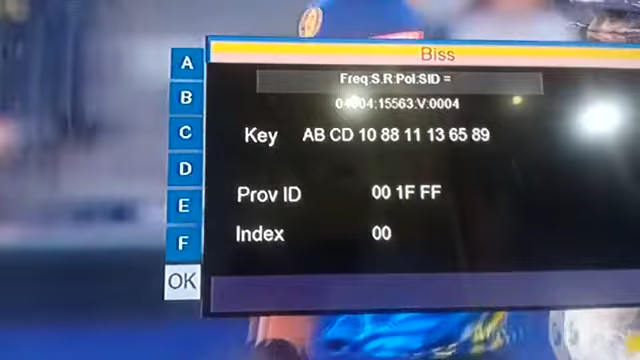 Biss
Freq:S.R:Pol:SID =
:15563:V:0004
Key AB CD 10 88 11 13 65 89
Prov ID 00 1F FF
Index 00
A
B
C
D
E
F
OK